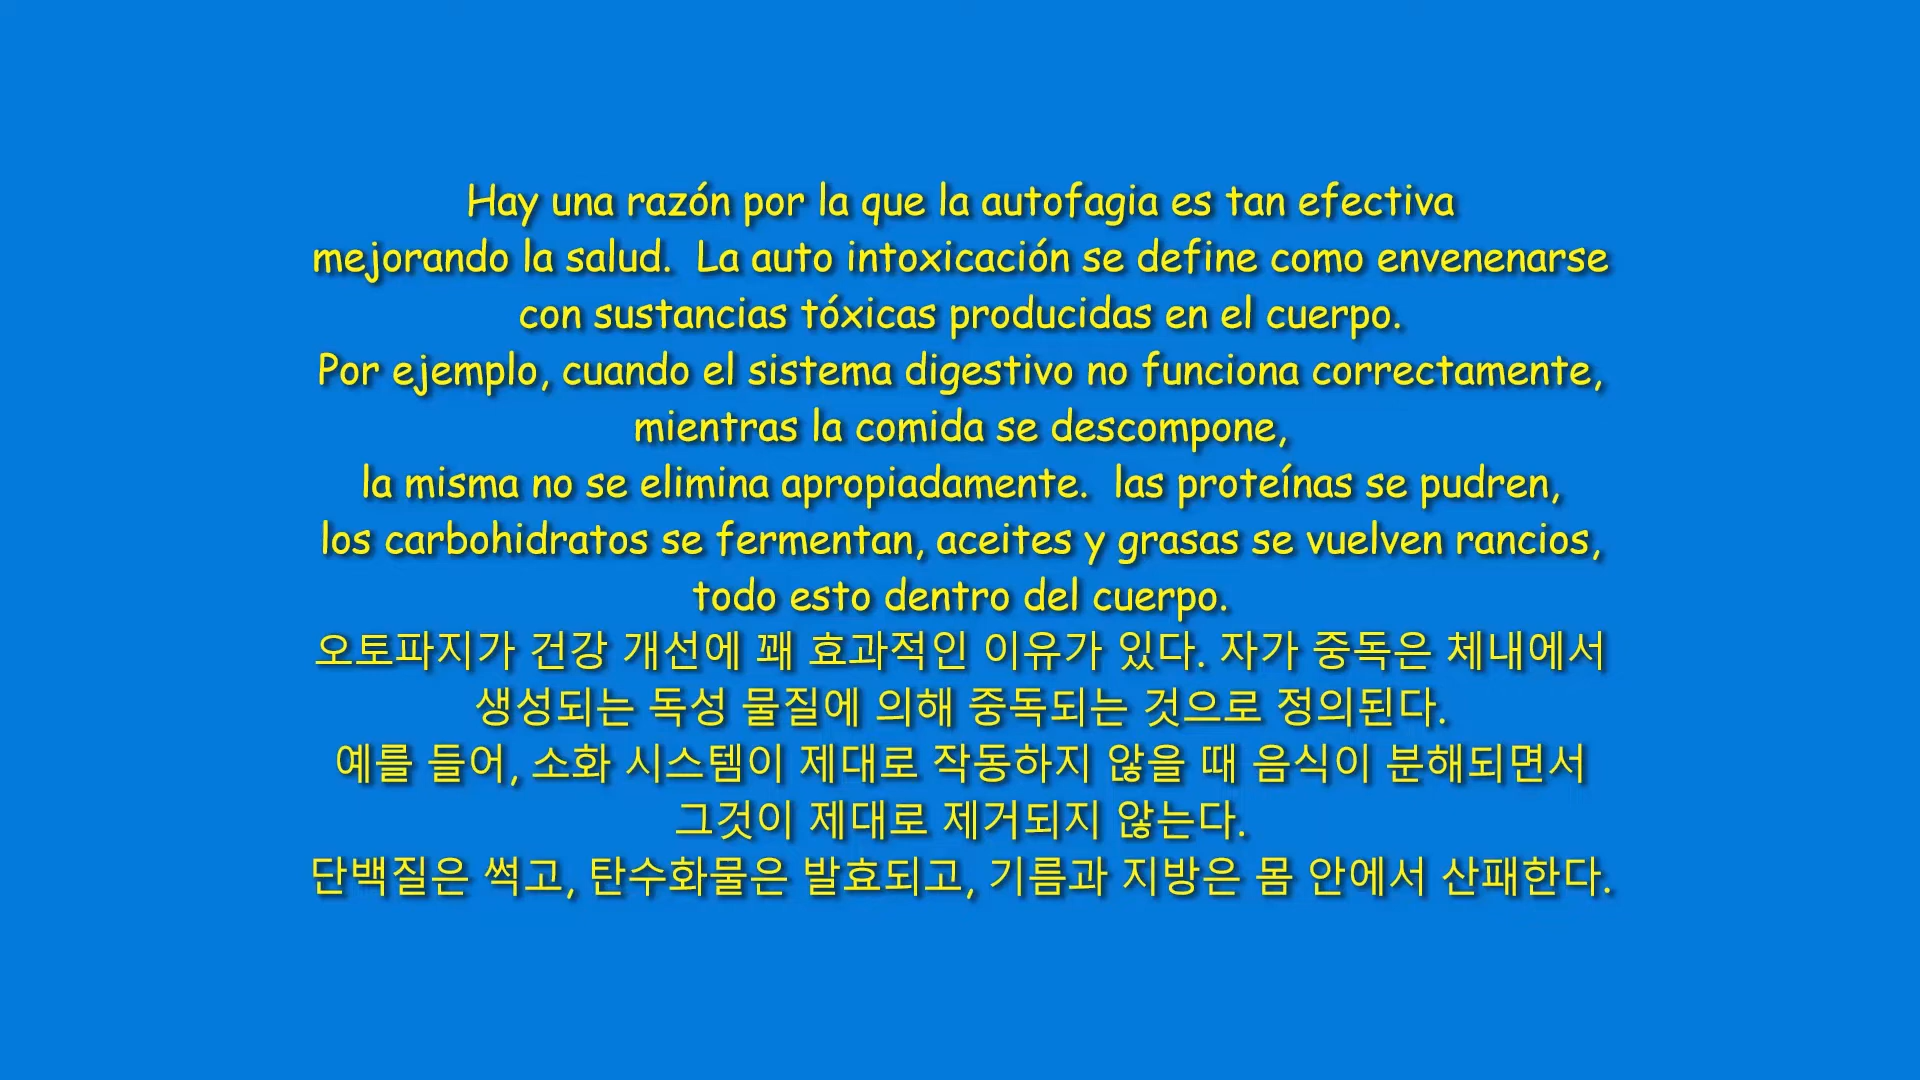 Hay una razón por la que la autofagia es tan efectiva
mejorando la salud.  La auto intoxicación se define como envenenarse
con sustancias tóxicas producidas en el cuerpo.
Por ejemplo, cuando el sistema digestivo no funciona correctamente,
mientras la comida se descompone,
la misma no se elimina apropiadamente.  las proteínas se pudren,
los carbohidratos se fermentan, aceites y grasas se vuelven rancios,
todo esto dentro del cuerpo.
오토파지가 건강 개선에 꽤 효과적인 이유가 있다. 자가 중독은 체내에서
생성되는 독성 물질에 의해 중독되는 것으로 정의된다.
예를 들어, 소화 시스템이 제대로 작동하지 않을 때 음식이 분해되면서
그것이 제대로 제거되지 않는다.
단백질은 썩고, 탄수화물은 발효되고, 기름과 지방은 몸 안에서 산패한다.